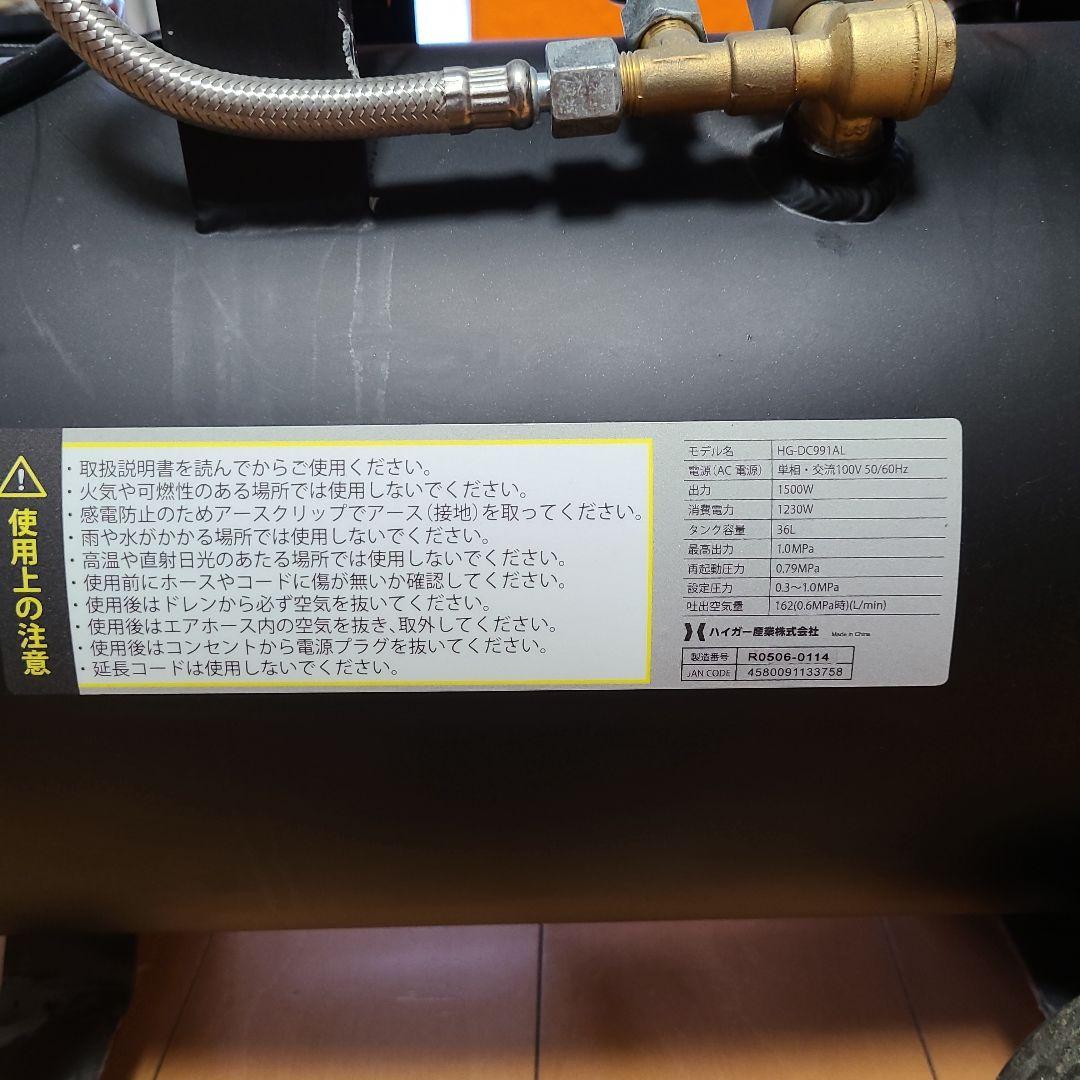 使用上の注意
・取扱説明書を読んでからご使用ください。
・火気や可燃性のある場所では使用しないでください。
・感電防止のためアースクリップでアース（接地）を取ってください。
・雨や水がかかる場所では使用しないでください。
・高温や直射日光のあたる場所では使用しないでください。
・使用前にホースやコードに傷が無いか確認してください。
・使用後はドレンから必ず空気を抜いてください。
・使用後はエアホース内の空気を抜き、取外してください。
・使用後はコンセントから電源プラグを抜いてください。
・延長コードは使用しないでください。
モデル名 HG-DC991AL
電源（AC 電源） 単相・交流100V 50/60Hz
出力 1500W
消費電力 1230W
タンク容量 36L
最高出力 1.0MPa
再起動圧力 0.79MPa
設定圧力 0.3〜1.0MPa
吐出空気量 162(0.6MPa時)(L/min)
ハイガー産業株式会社 Made in China
製造番号 R0506-0114
JAN CODE 4580091133758